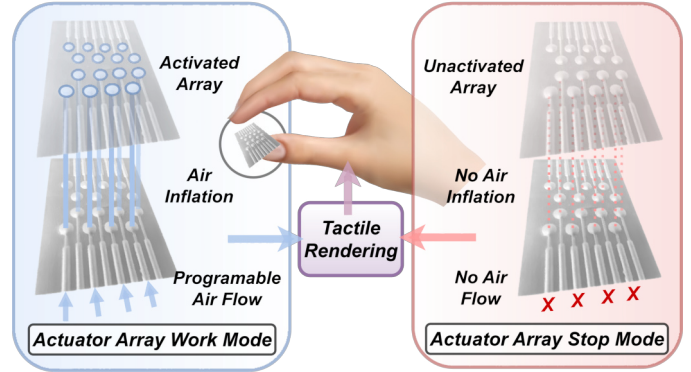 Activated
Array
Air
Inflation
Programable
Air Flow
Actuator Array Work Mode
Tactile
Rendering
Unactivated
Array
No Air
Inflation
No Air
Flow
X X X X
Actuator Array Stop Mode